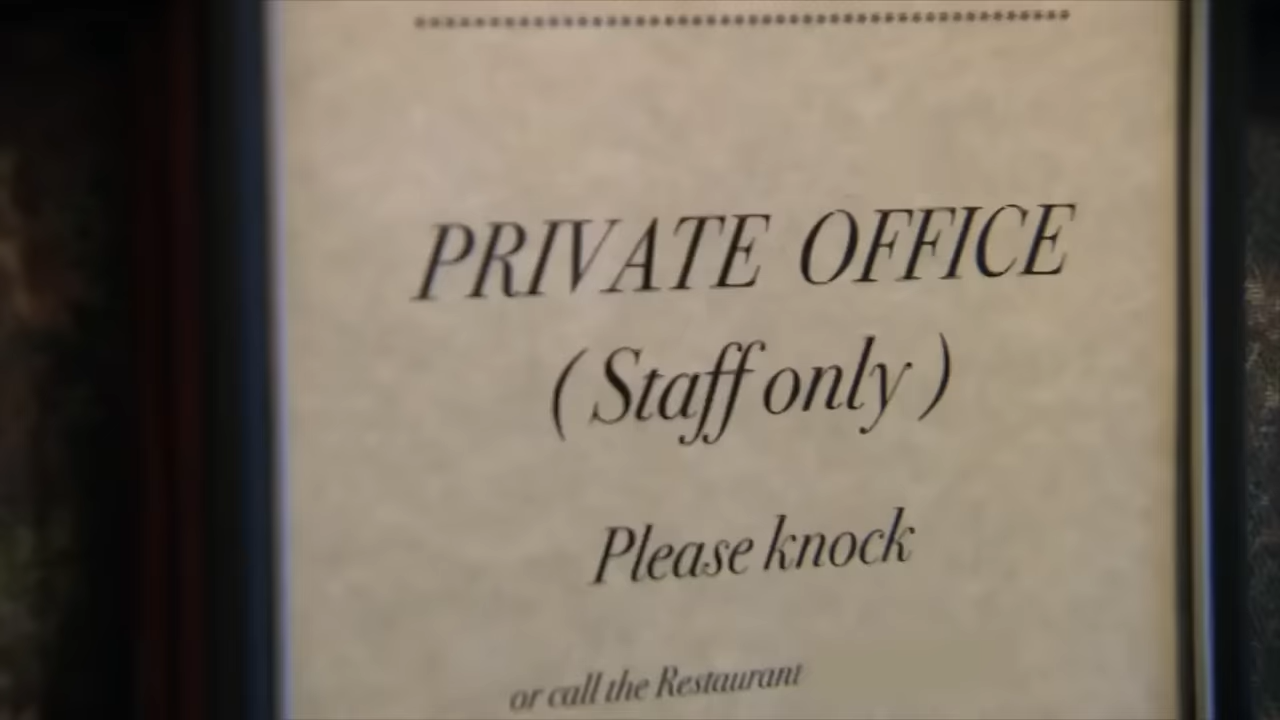 PRIVATE OFFICE
( Staff only )
Please knock
or call the Restaurant